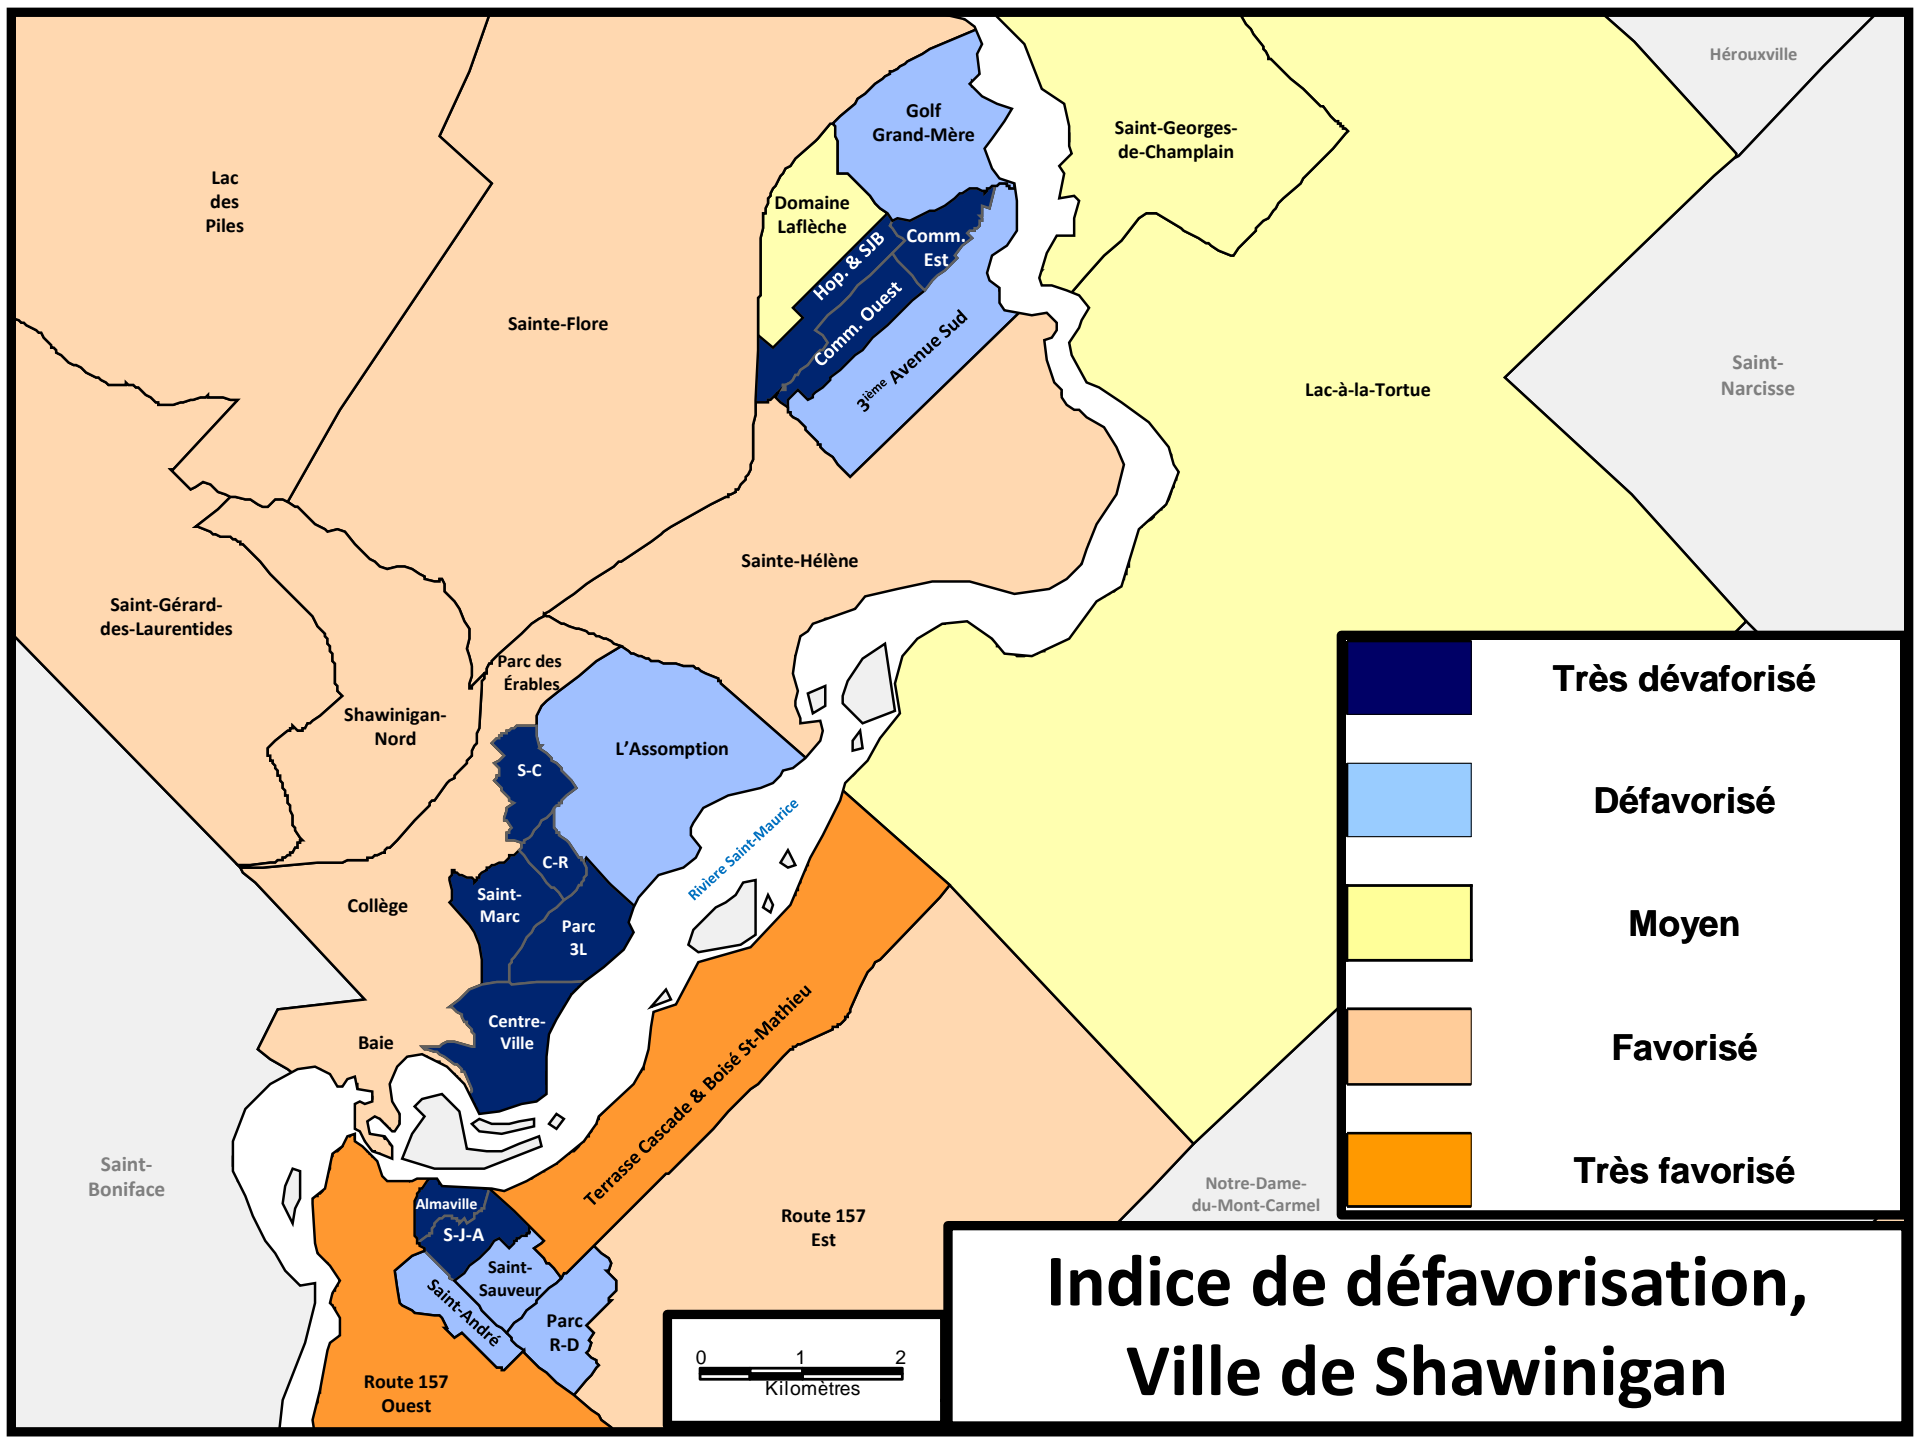 Hérouxville
Golf
Grand-Mère
Saint-Georges-
de-Champlain
Lac
des
Piles
Domaine
Laflèche
Comm.
Est
Hop. & SJB
Comm. Ouest
Sainte-Flore
3ième Avenue Sud
Saint-
Narcisse
Lac-à-la-Tortue
Sainte-Hélène
Saint-Gérard-
des-Laurentides
Parc des
Érables
Shawinigan-
Nord
L'Assomption
S-C
Rivière Saint-Maurice
C-R
Saint-
Marc
Collège
Parc
3L
Centre-
Ville
Baie
Terrasse Cascade & Boisé St-Mathieu
Saint-
Boniface
Almaville
S-J-A
Saint-
Sauveur
Saint-André
Parc
R-D
Route 157
Est
Route 157
Ouest
Notre-Dame-
du-Mont-Carmel
Très dévaforisé
Défavorisé
Moyen
Favorisé
Très favorisé
0 1 2
Kilomètres
Indice de défavorisation,
Ville de Shawinigan